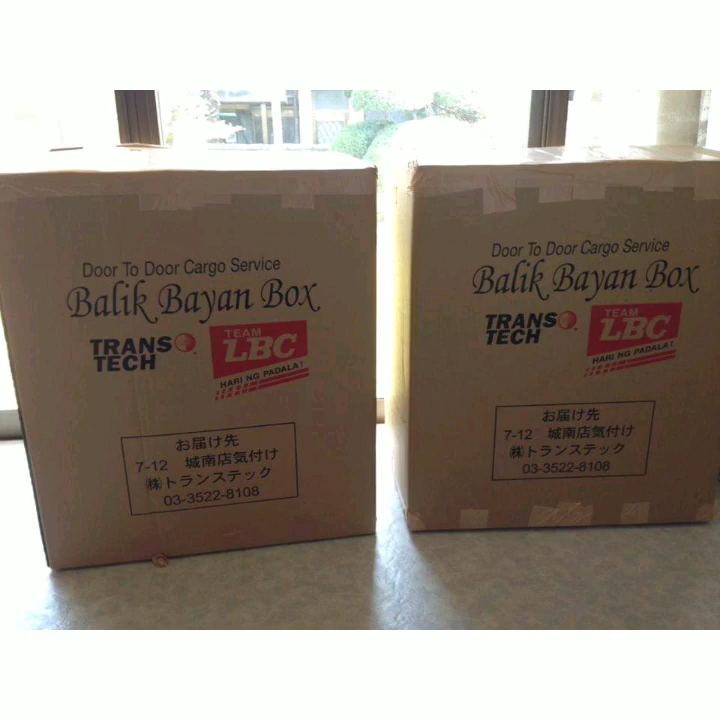 Door To Door Cargo Service
Balik Bayan Box
TRANS TECH
TEAM LBC
HARI NG PADALA!
お届け先
7-12 城南店気付け
㈱トランステック
03-3522-8108
Door To Door Cargo Service
Balik Bayan Box
TRANS TECH
TEAM LBC
HARI NG PADALA!
お届け先
7-12 城南店気付け
㈱トランステック
03-3522-8108